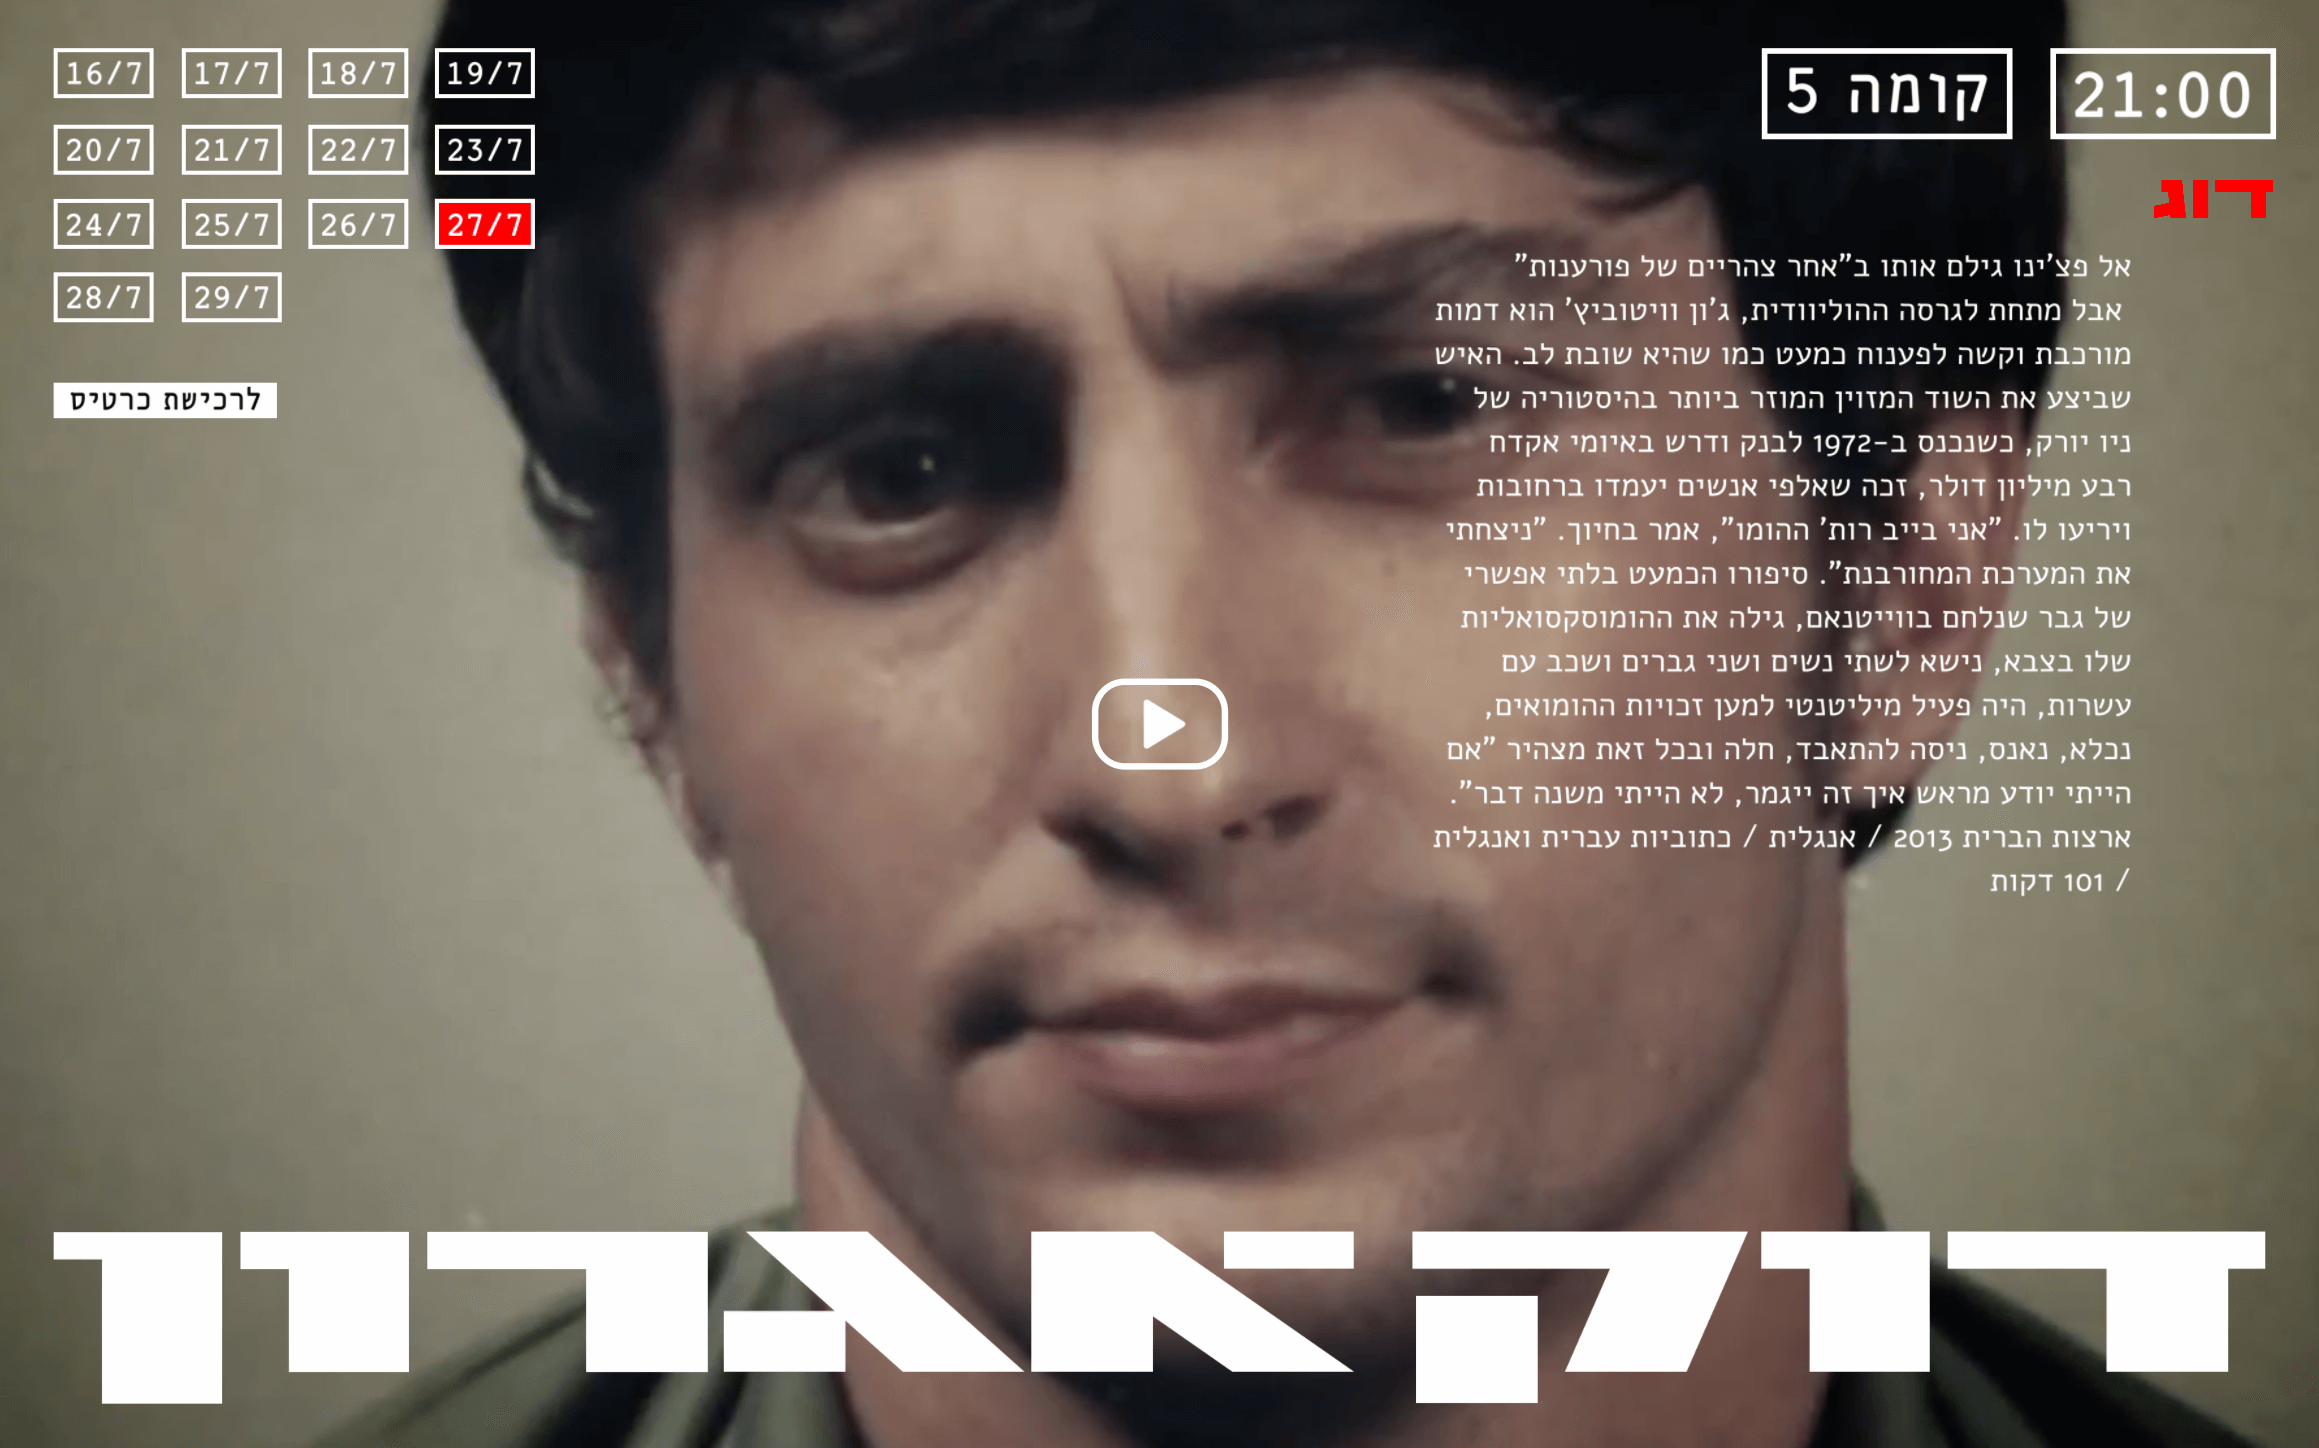 21:00
קומה 5
16/7 17/7 18/7 19/7
20/7 21/7 22/7 23/7
24/7 25/7 26/7 27/7
28/7 29/7
לרכישת כרטיס
דוג
אל פצ'ינו גילם אותו ב"אחר צהריים של פורענות"
אבל מתחת לגרסה ההוליוודית, ג'ון וויטוביץ' הוא דמות
מורכבת וקשה לפענוח כמעט כמו שהיא שובת לב. האיש
שביצע את השוד המזוין המוזר ביותר בהיסטוריה של
ניו יורק, כשנכנס ב-1972 לבנק ודרש באיומי אקדח
רבע מיליון דולר, זכה שאלפי אנשים יעמדו ברחובות
ויריעו לו. "אני בייב רות' ההומו", אמר בחיוך. "ניצחתי
את המערכת המחורבנת". סיפורו הכמעט בלתי אפשרי
של גבר שנלחם בווייטנאם, גילה את ההומוסקסואליות
שלו בצבא, נישא לשתי נשים ושני גברים ושכב עם
עשרות, היה פעיל מיליטנטי למען זכויות ההומואים,
נכלא, נאנס, ניסה להתאבד, חלה ובכל זאת מצהיר "אם
הייתי יודע מראש איך זה ייגמר, לא הייתי משנה דבר".
ארצות הברית 2013 / אנגלית / כתוביות עברית ואנגלית
/ 101 דקות
דוקאגדון